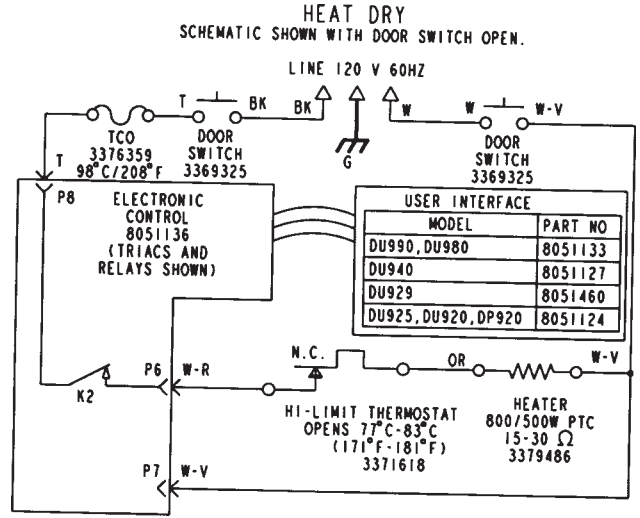 HEAT DRY
SCHEMATIC SHOWN WITH DOOR SWITCH OPEN.
LINE 120 V 60HZ
T
BK
BK
W
W
W-V
TCO
3376359
98°C/208°F
DOOR
SWITCH
3369325
G
DOOR
SWITCH
3369325
T
P8
ELECTRONIC
CONTROL
8051136
(TRIACS AND
RELAYS SHOWN)
USER INTERFACE
MODEL PART NO
DU990,DU980 8051133
DU940 8051127
DU929 8051460
DU925,DU920,DP920 8051124
K2
P6
W-R
N.C.
OR
W-V
HI-LIMIT THERMOSTAT
OPENS 77°C-83°C
(171°F-181°F)
3371618
HEATER
800/500W PTC
15-30 Ω
3379486
P7
W-V